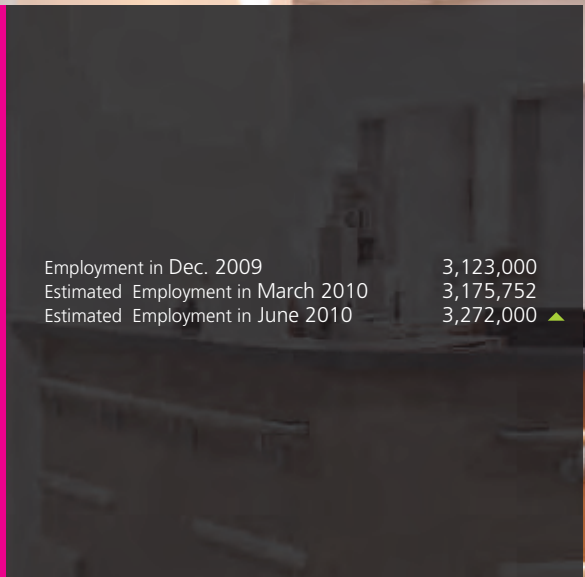 Employment in Dec. 2009 3,123,000
Estimated Employment in March 2010 3,175,752
Estimated Employment in June 2010 3,272,000